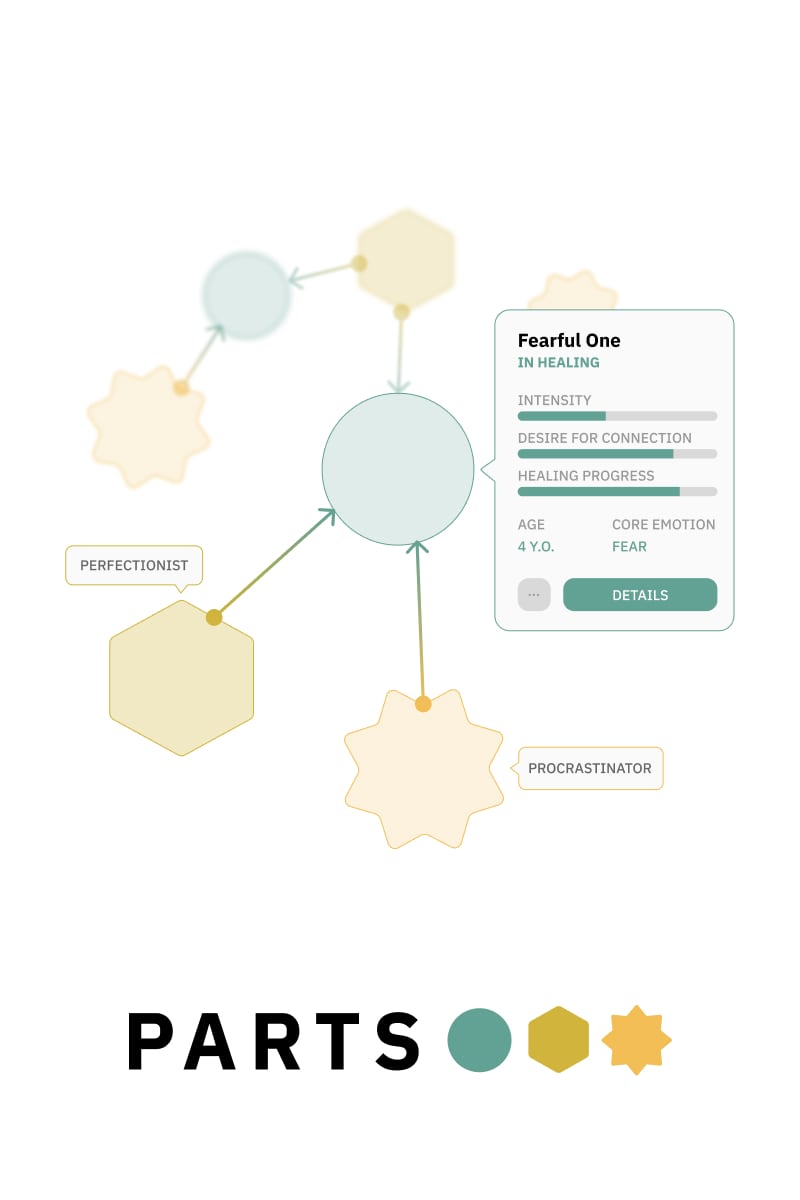 Fearful One
IN HEALING
INTENSITY
DESIRE FOR CONNECTION
HEALING PROGRESS
AGE
CORE EMOTION
4 Y.O.
FEAR
...
DETAILS
PERFECTIONIST
PROCRASTINATOR
PARTS